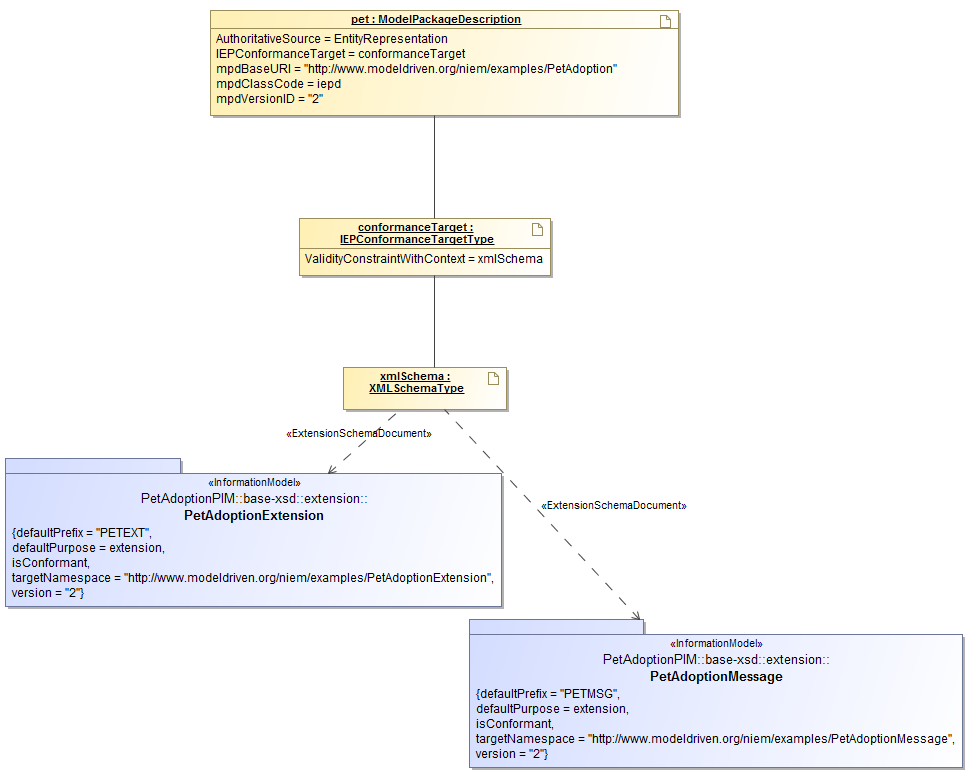 pet : ModelPackageDescription
AuthoritativeSource = EntityRepresentation
IEPConformanceTarget = conformanceTarget
mpdBaseURI = "http://www.modeldriven.org/niem/examples/PetAdoption"
mpdClassCode = iepd
mpdVersionID = "2"
conformanceTarget :
IEPConformanceTargetType
ValidityConstraintWithContext = xmlSchema
xmlSchema :
XMLSchemaType
«ExtensionSchemaDocument»
«InformationModel»
PetAdoptionPIM::base-xsd::extension::
PetAdoptionExtension
{defaultPrefix = "PETEXT",
defaultPurpose = extension,
isConformant,
targetNamespace = "http://www.modeldriven.org/niem/examples/PetAdoptionExtension",
version = "2"}
«ExtensionSchemaDocument»
«InformationModel»
PetAdoptionPIM::base-xsd::extension::
PetAdoptionMessage
{defaultPrefix = "PETMSG",
defaultPurpose = extension,
isConformant,
targetNamespace = "http://www.modeldriven.org/niem/examples/PetAdoptionMessage",
version = "2"}